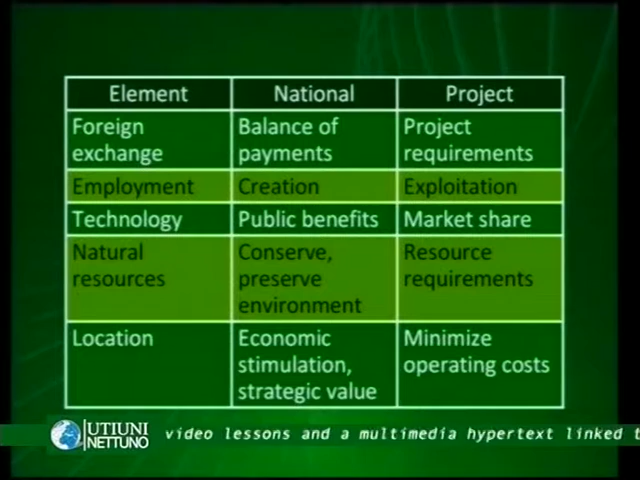 Element National Project
Foreign exchange Balance of payments Project requirements
Employment Creation Exploitation
Technology Public benefits Market share
Natural resources Conserve, preserve environment Resource requirements
Location Economic stimulation, strategic value Minimize operating costs
UTIUNI
NETTUNO
video lessons and a multimedia hypertext linked t